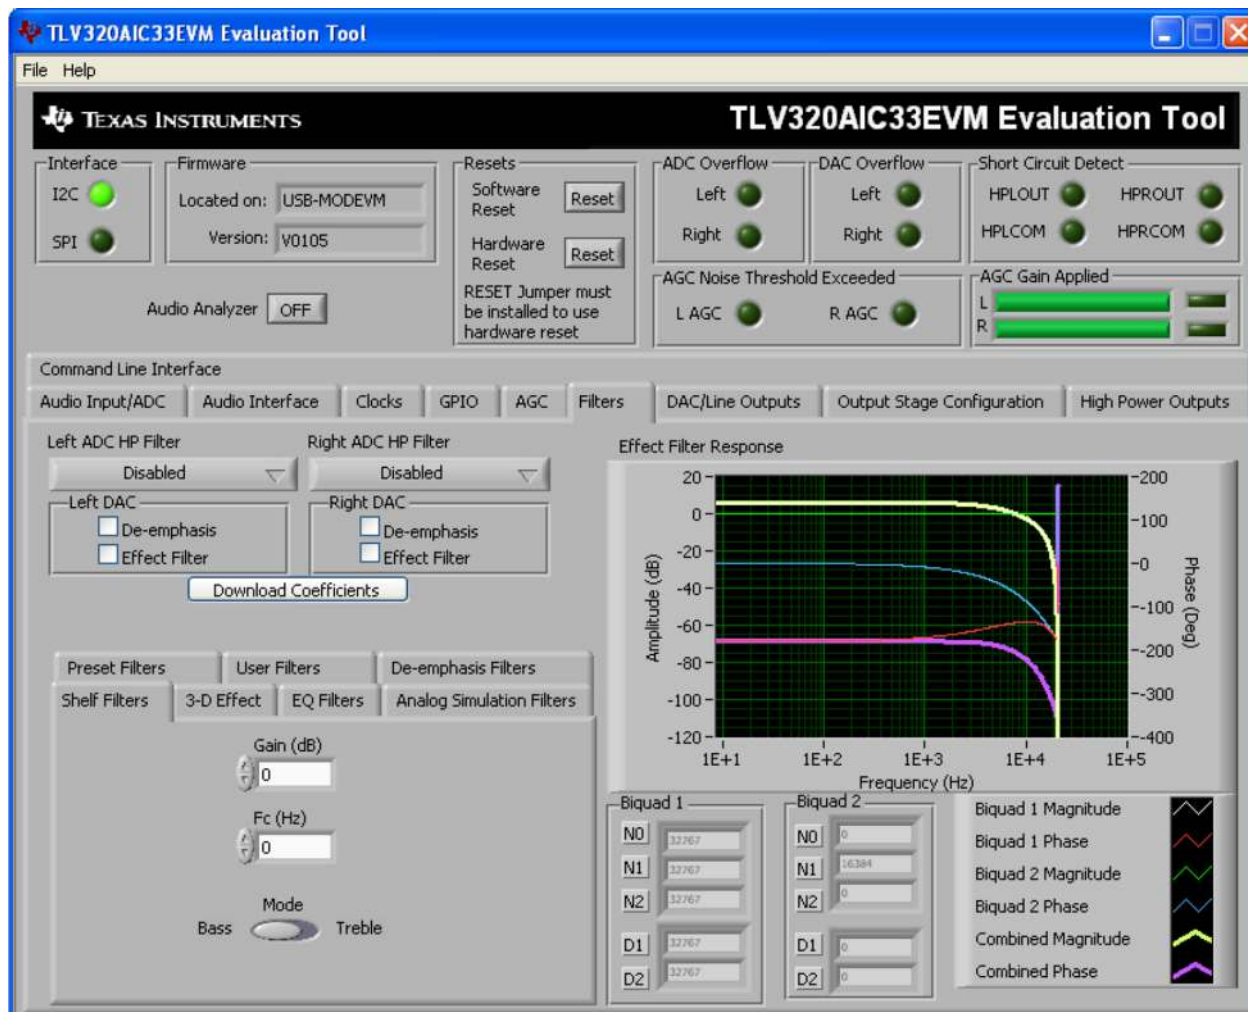 TLV320AIC33EVM Evaluation Tool
File Help
TEXAS INSTRUMENTS TLV320AIC33EVM Evaluation Tool
Interface
I2C
SPI
Firmware
Located on: USB-MODEVM
Version: V0105
Audio Analyzer OFF
Resets
Software
Reset
Reset
Hardware
Reset
Reset
RESET Jumper must
be installed to use
hardware reset
ADC Overflow
Left
Right
DAC Overflow
Left
Right
Short Circuit Detect
HPLOUT HPROUT
HPLCOM HPRCOM
AGC Noise Threshold Exceeded
L AGC R AGC
AGC Gain Applied
L
R
Command Line Interface
Audio Input/ADC Audio Interface Clocks GPIO AGC Filters DAC/Line Outputs Output Stage Configuration High Power Outputs
Left ADC HP Filter
Disabled
Right ADC HP Filter
Disabled
Left DAC
De-emphasis
Effect Filter
Right DAC
De-emphasis
Effect Filter
Download Coefficients
Preset Filters User Filters De-emphasis Filters
Shelf Filters 3-D Effect EQ Filters Analog Simulation Filters
Gain (dB)
0
Fc (Hz)
0
Mode
Bass Treble
Effect Filter Response
Amplitude (dB)
20
0
-20
-40
-60
-80
-100
-120
1E+1 1E+2 1E+3 1E+4 1E+5
Frequency (Hz)
-200
-100
-0
--100
--200
--300
--400
Phase (Deg)
Biquad 1
N0 32767
N1 32767
N2 32767
D1 32767
D2 32767
Biquad 2
N0 0
N1 16384
N2 0
D1 0
D2 0
Biquad 1 Magnitude
Biquad 1 Phase
Biquad 2 Magnitude
Biquad 2 Phase
Combined Magnitude
Combined Phase